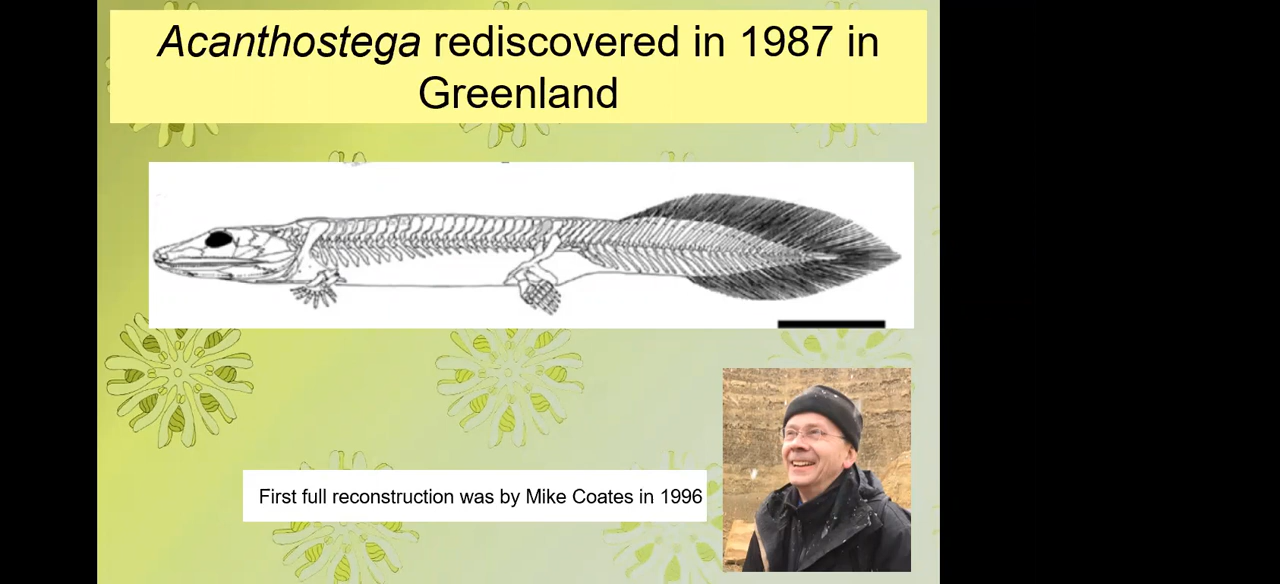 Acanthostega rediscovered in 1987 in
Greenland
First full reconstruction was by Mike Coates in 1996